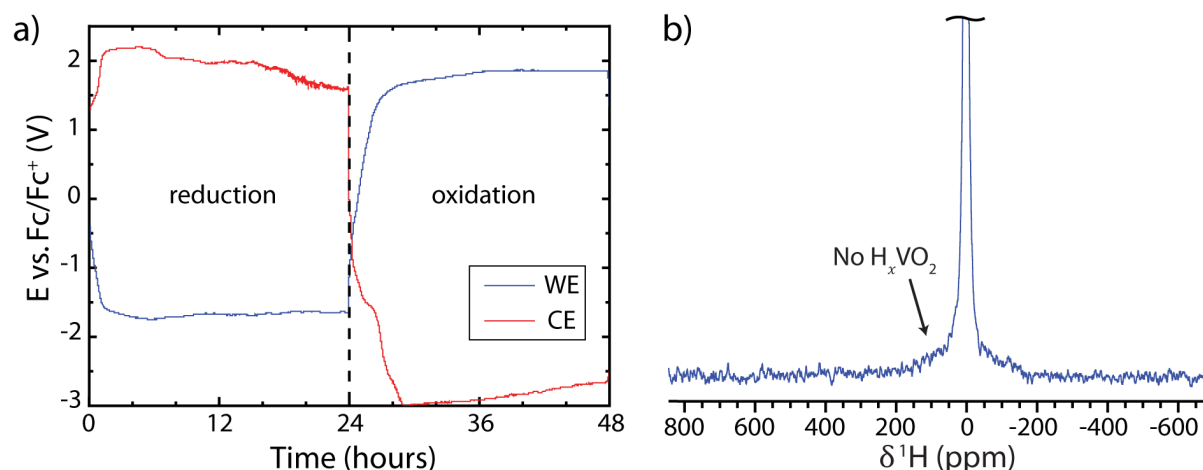 a)
E vs. Fc/Fc⁺ (V)
2
1
0
-1
-2
-3
reduction
oxidation
WE
CE
0
12
24
36
48
Time (hours)
b)
No HₓVO₂
800
600
400
200
0
-200
-400
-600
δ ¹H (ppm)